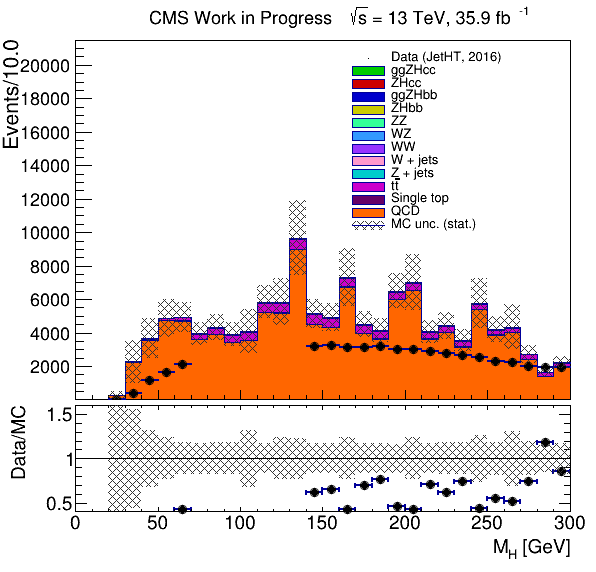 CMS Work in Progress √s = 13 TeV, 35.9 fb⁻¹
Events/10.0
20000
18000
16000
14000
12000
10000
8000
6000
4000
2000
Data (JetHT, 2016)
ggZHcc
ZHcc
ggZHbb
ZHbb
ZZ
WZ
WW
W + jets
Z + jets
tt̅
Single top
QCD
MC unc. (stat.)
Data/MC
1.5
1
0.5
0 50 100 150 200 250 300
M_H [GeV]